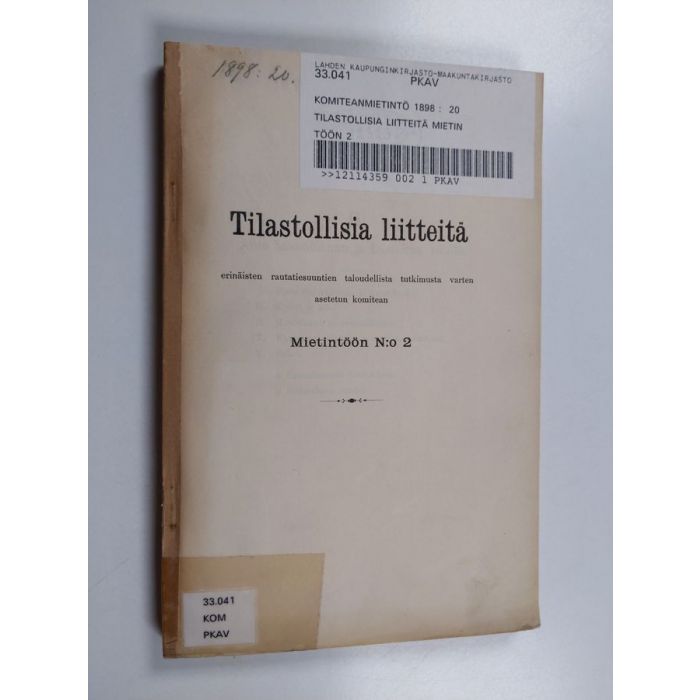 1898: 20.
LAHDEN KAUPUNGINKIRJASTO-MAAKUNTAKIRJASTO
33.041 PKAV
KOMITEANMIETINTÖ 1898 : 20
TILASTOLLISIA LIITTEITÄ MIETIN
TÖÖN 2
>>12114359 002 1 PKAV
Tilastollisia liitteitä
erinäisten rautatiesuuntien taloudellista tutkimusta varten
asetetun komitean
Mietintöön N:o 2
33.041
KOM
PKAV